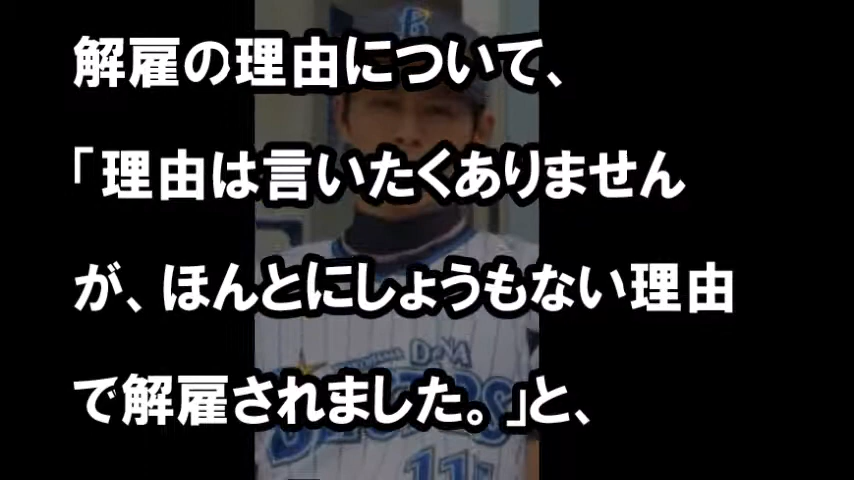 解雇の理由について、
「理由は言いたくありません
が、ほんとにしょうもない理由
で解雇されました。」と、
DeNA